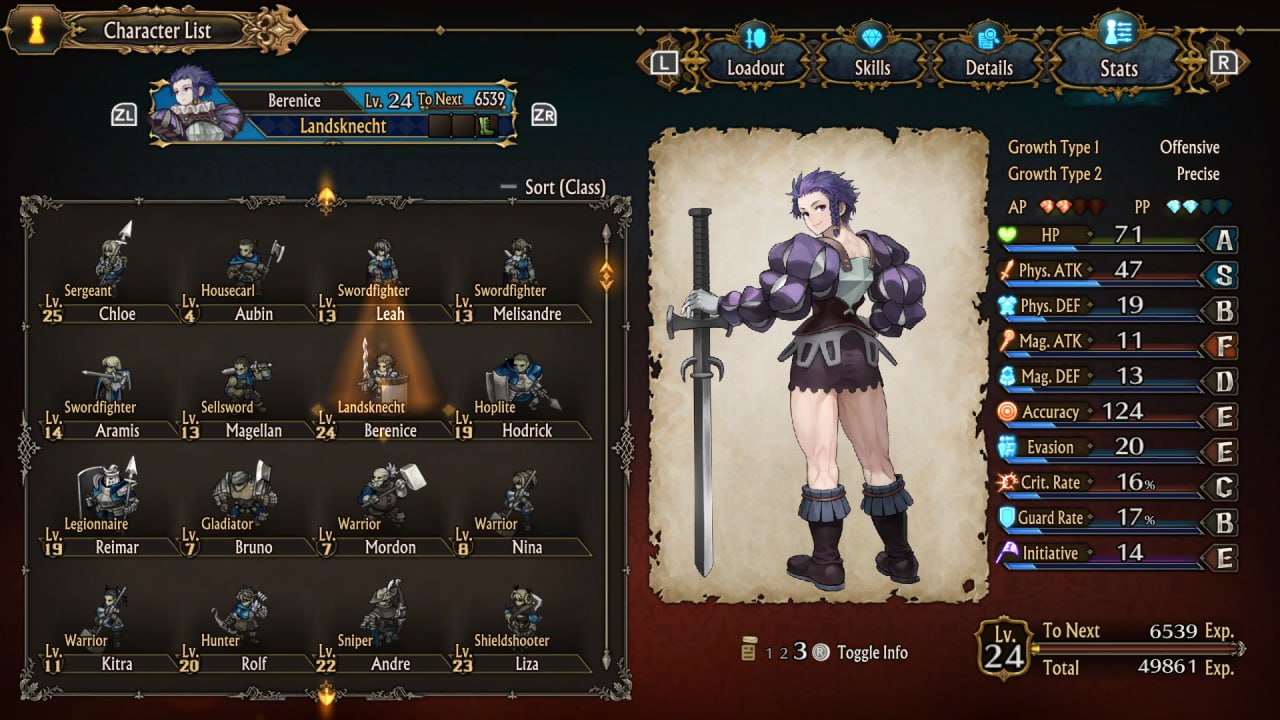 Character List
L
Loadout
Skills
Details
Stats
R
ZL
Berenice
Lv. 24 To Next 6539
Landsknecht
ZR
Sort (Class)
Sergeant
Lv. 25 Chloe
Housecarl
Lv. 4 Aubin
Swordfighter
Lv. 13 Leah
Swordfighter
Lv. 13 Melisandre
Swordfighter
Lv. 14 Aramis
Sellsword
Lv. 13 Magellan
Landsknecht
Lv. 24 Berenice
Hoplite
Lv. 19 Hodrick
Legionnaire
Lv. 19 Reimar
Gladiator
Lv. 7 Bruno
Warrior
Lv. 7 Mordon
Warrior
Lv. 8 Nina
Warrior
Lv. 11 Kitra
Hunter
Lv. 20 Rolf
Sniper
Lv. 22 Andre
Shieldshooter
Lv. 23 Liza
Growth Type 1 Offensive
Growth Type 2 Precise
AP PP
HP 71 A
Phys. ATK 47 S
Phys. DEF 19 B
Mag. ATK 11 F
Mag. DEF 13 D
Accuracy 124 E
Evasion 20 E
Crit. Rate 16% C
Guard Rate 17% B
Initiative 14 E
1 2 3 R Toggle Info
Lv. 24
To Next 6539 Exp.
Total 49861 Exp.